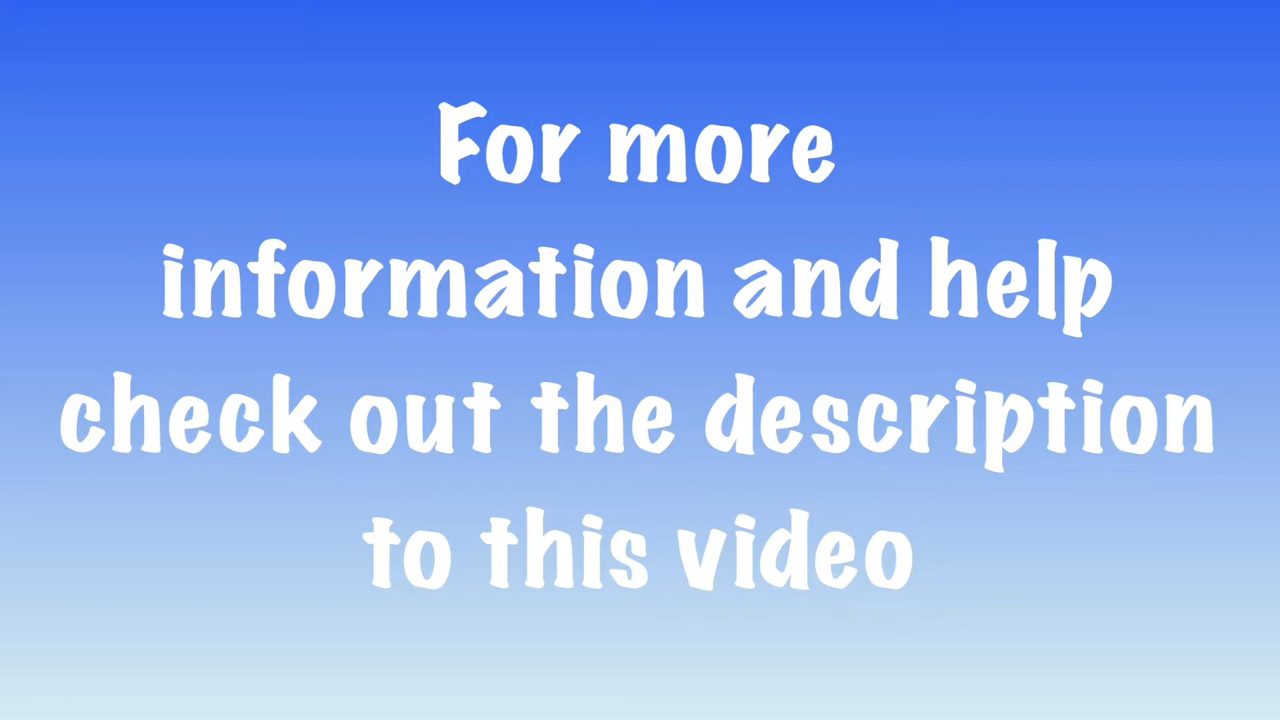 For more
information and help
check out the description
to this video